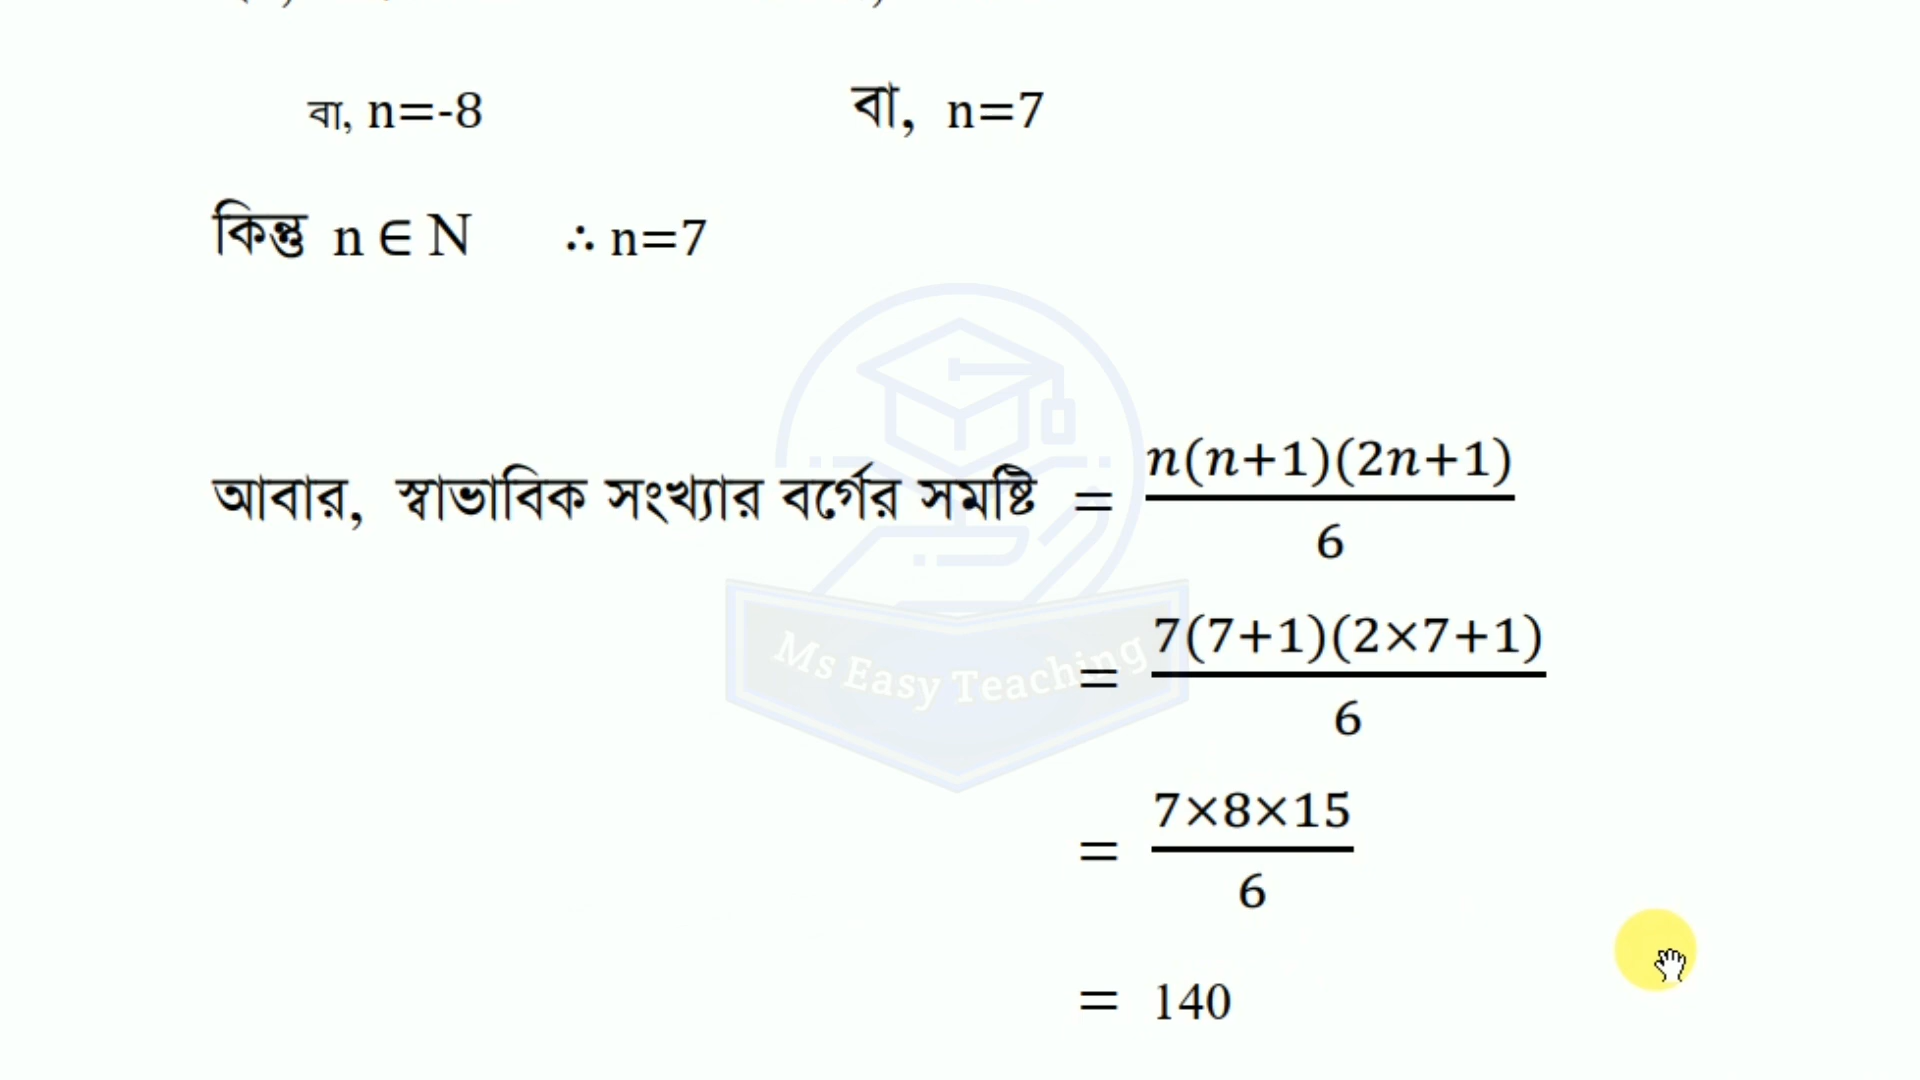 বা, n=-8 বা, n=7
কিন্তু n ∈ N ∴ n=7
আবার, স্বাভাবিক সংখ্যার বর্গের সমষ্টি = n(n+1)(2n+1)/6
= 7(7+1)(2×7+1)/6
= 7×8×15/6
= 140
Ms Easy Teaching